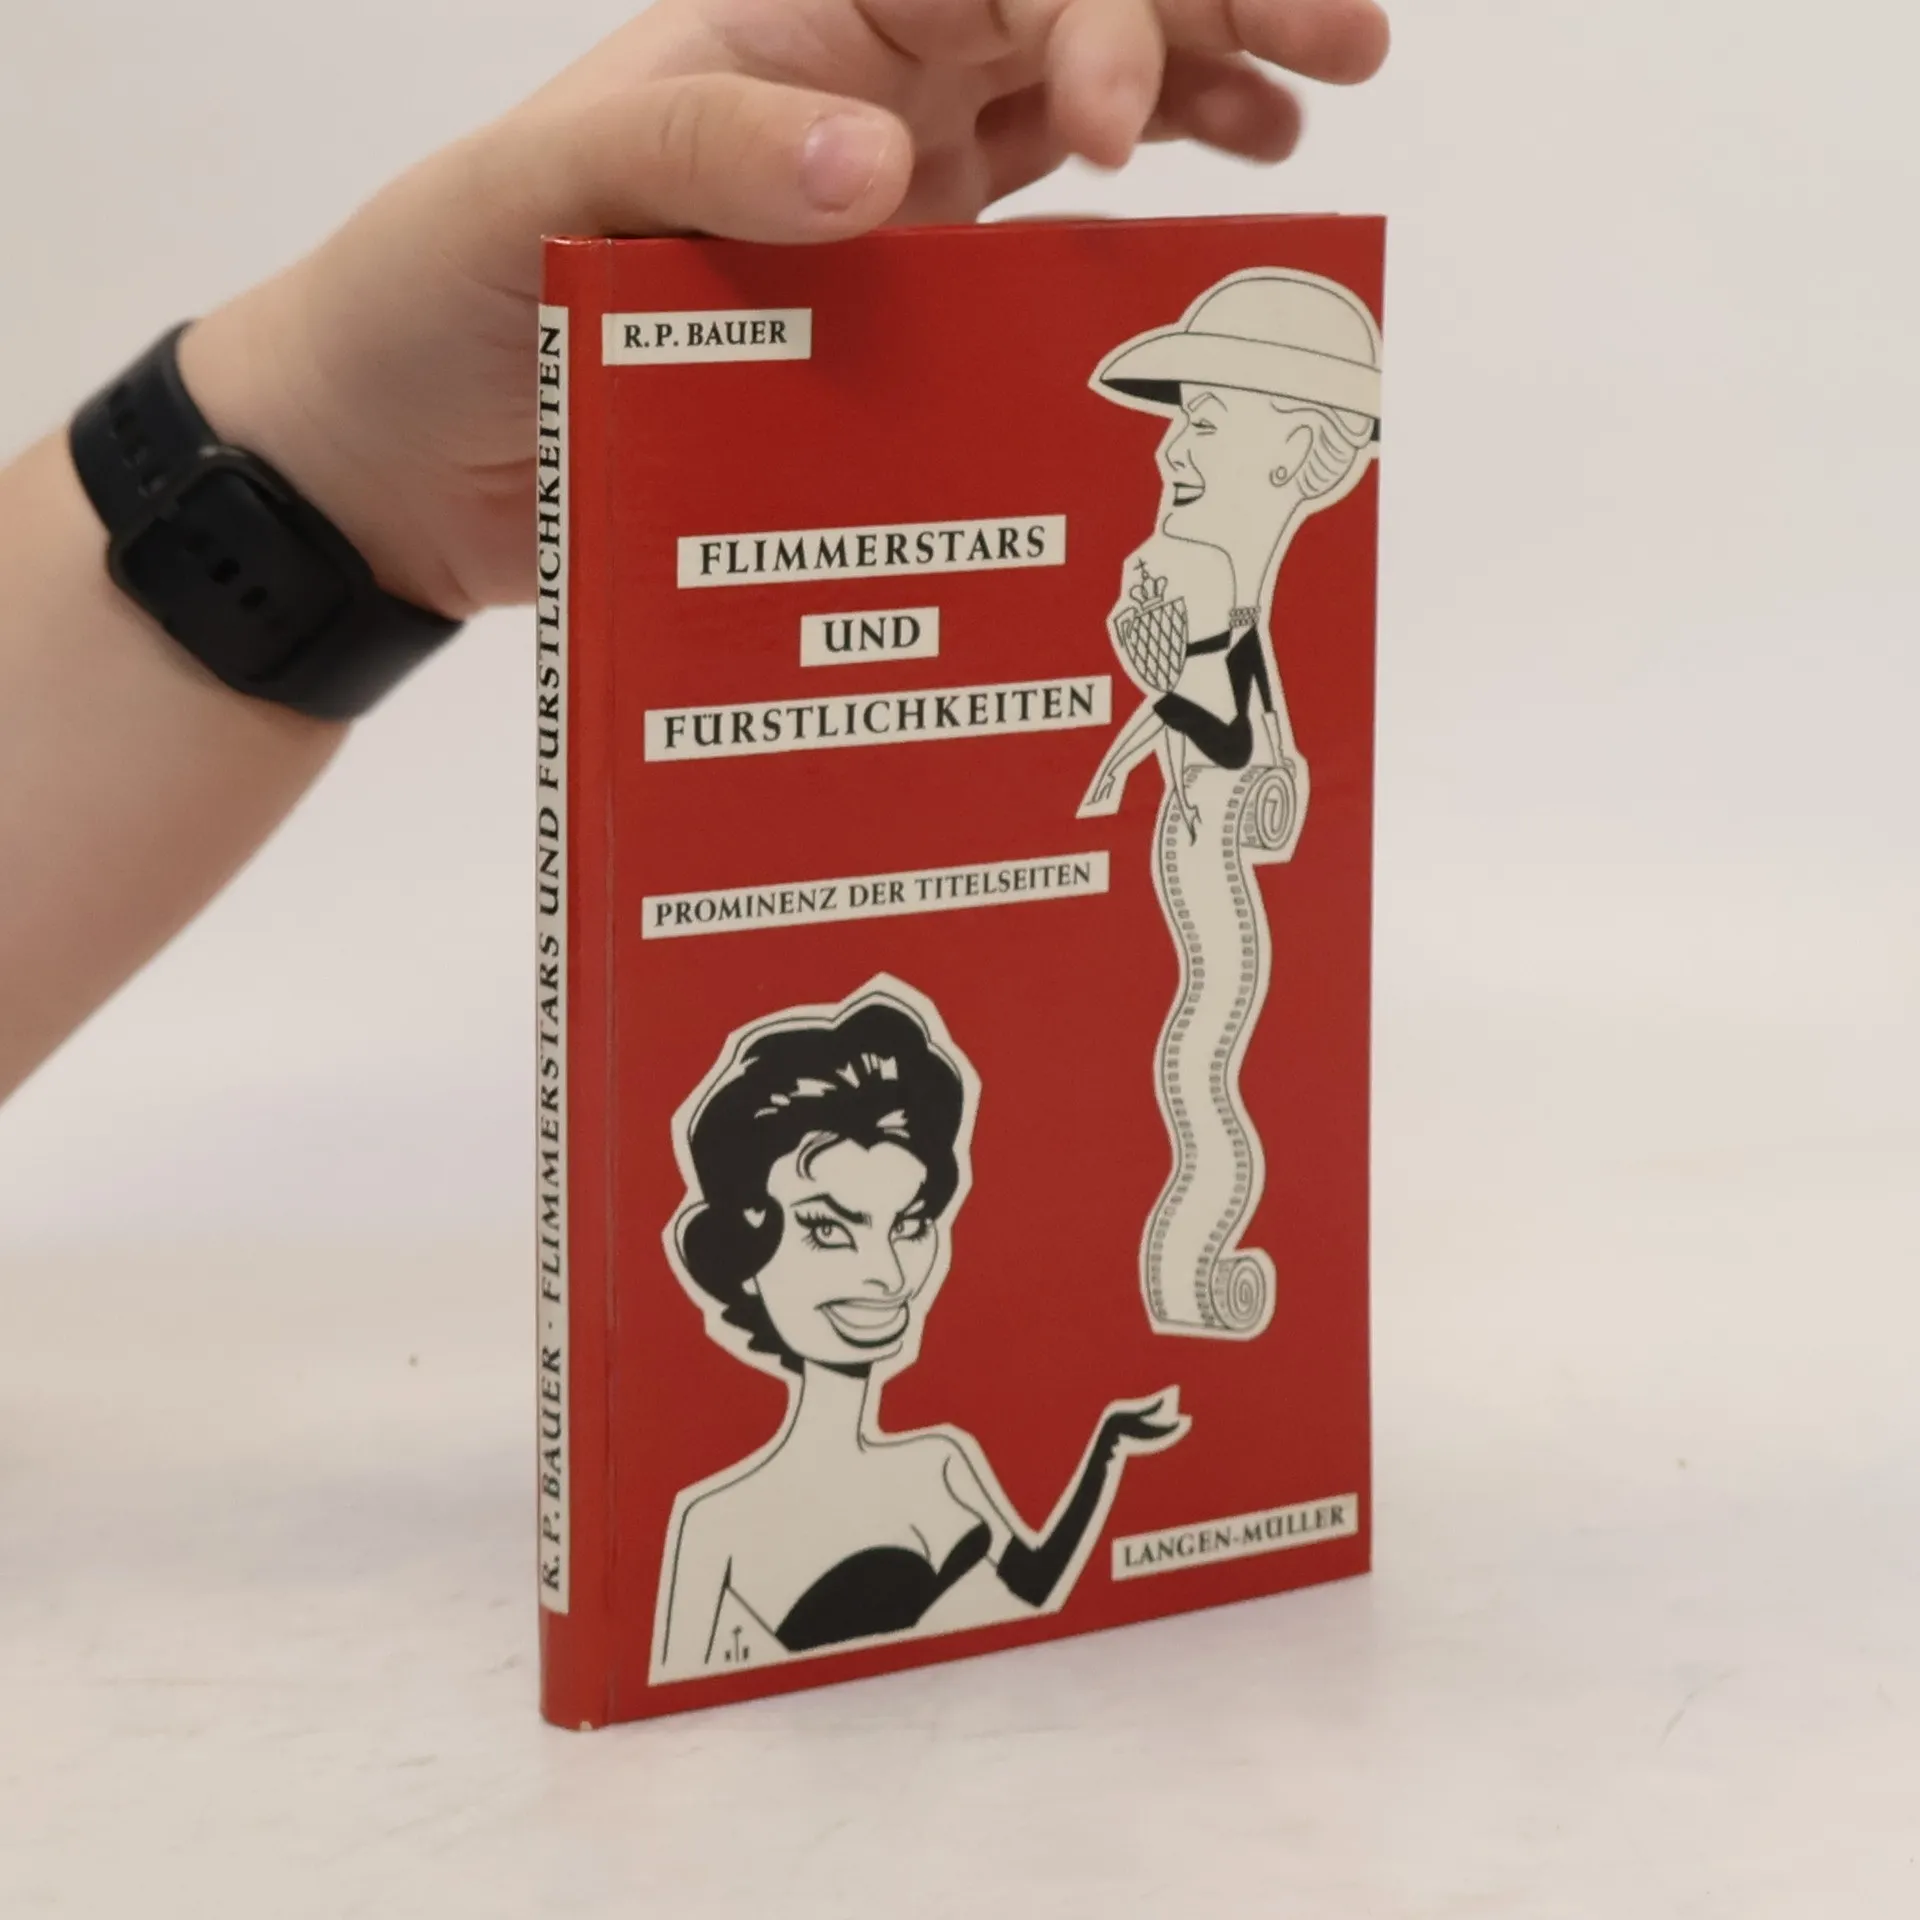 R. P. BAUER
FLIMMERSTARS
UND
FÜRSTLICHKEITEN
PROMINENZ DER TITELSEITEN
LANGEN-MÜLLER
R. P. BAUER · FLIMMERSTARS UND FÜRSTLICHKEITEN